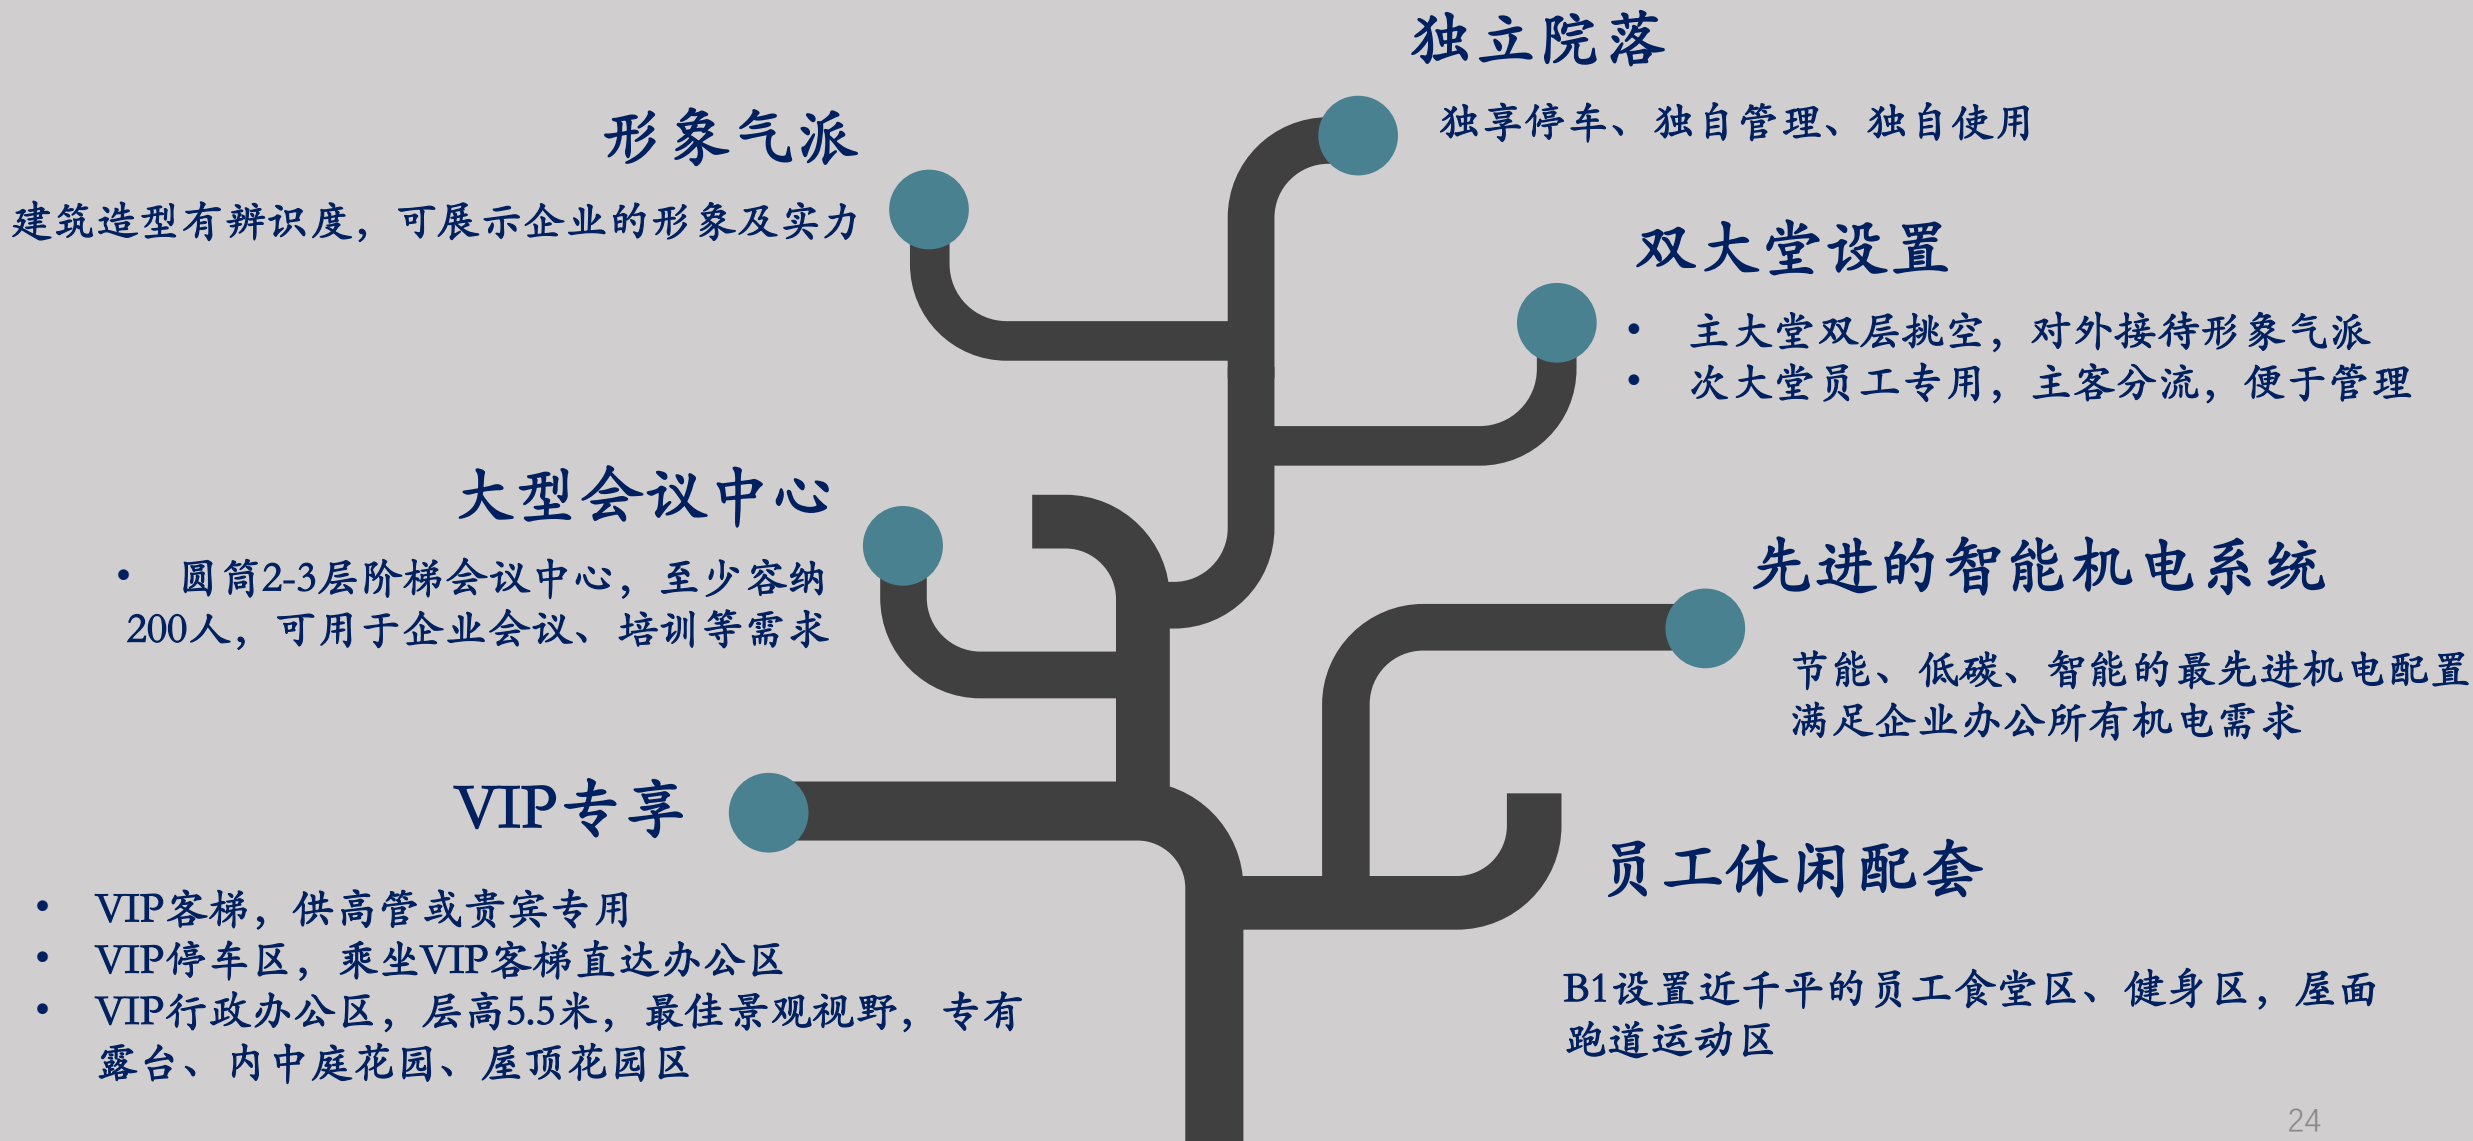 独立院落
独享停车、独自管理、独自使用
形象气派
建筑造型有辨识度，可展示企业的形象及实力
双大堂设置
• 主大堂双层挑空，对外接待形象气派
• 次大堂员工专用，主客分流，便于管理
大型会议中心
• 圆筒2-3层阶梯会议中心，至少容纳
200人，可用于企业会议、培训等需求
先进的智能机电系统
节能、低碳、智能的最先进机电配置
满足企业办公所有机电需求
VIP专享
• VIP客梯，供高管或贵宾专用
• VIP停车区，乘坐VIP客梯直达办公区
• VIP行政办公区，层高5.5米，最佳景观视野，专有
露台、内中庭花园、屋顶花园区
员工休闲配套
B1设置近千平的员工食堂区、健身区，屋面
跑道运动区
24